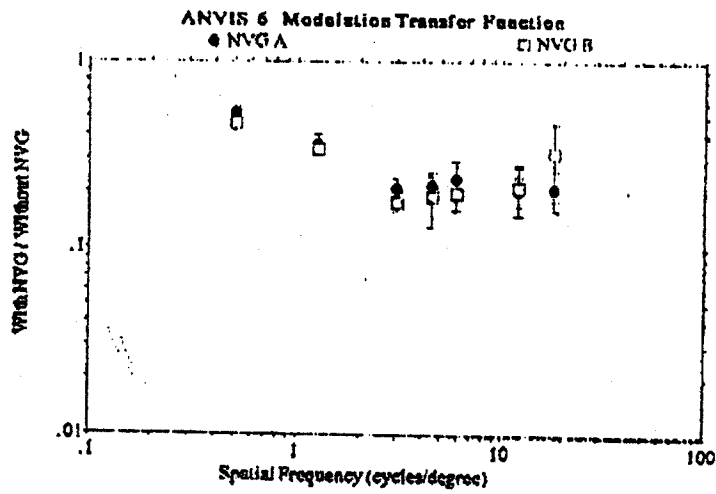 ANVIS 6 Modulation Transfer Function
NVG A
NVG B
With NVG / Without NVG
1
.1
.01
.1
1
10
100
Spatial Frequency (cycles/degree)